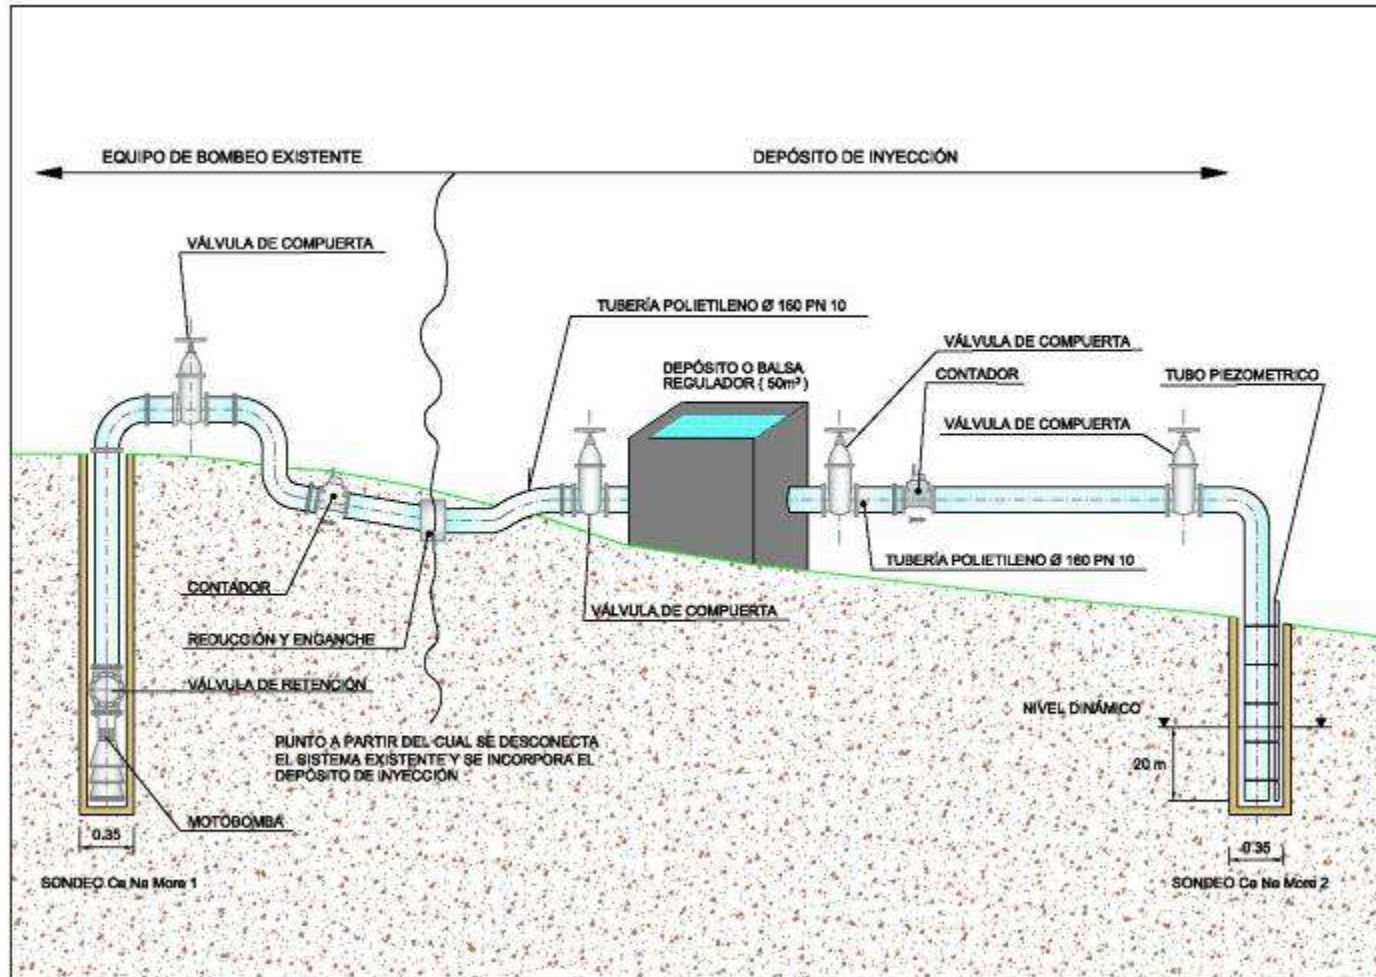 EQUIPO DE BOMBEO EXISTENTE
DEPÓSITO DE INYECCIÓN
VÁLVULA DE COMPUERTA
TUBERÍA POLIETILENO Ø 160 PN 10
VÁLVULA DE COMPUERTA
DEPÓSITO O BALSA
REGULADOR ( 50m³ )
CONTADOR
TUBO PIEZOMETRICO
VÁLVULA DE COMPUERTA
TUBERÍA POLIETILENO Ø 160 PN 10
CONTADOR
VÁLVULA DE COMPUERTA
REDUCCIÓN Y ENGANCHE
VÁLVULA DE RETENCIÓN
NIVEL DINÁMICO
PUNTO A PARTIR DEL CUAL SE DESCONECTA
EL SISTEMA EXISTENTE Y SE INCORPORA EL
DEPÓSITO DE INYECCIÓN
20 m
MOTOBOMBA
0.35
0.35
SONDEO Ca Na More 1
SONDEO Ca Na More 2